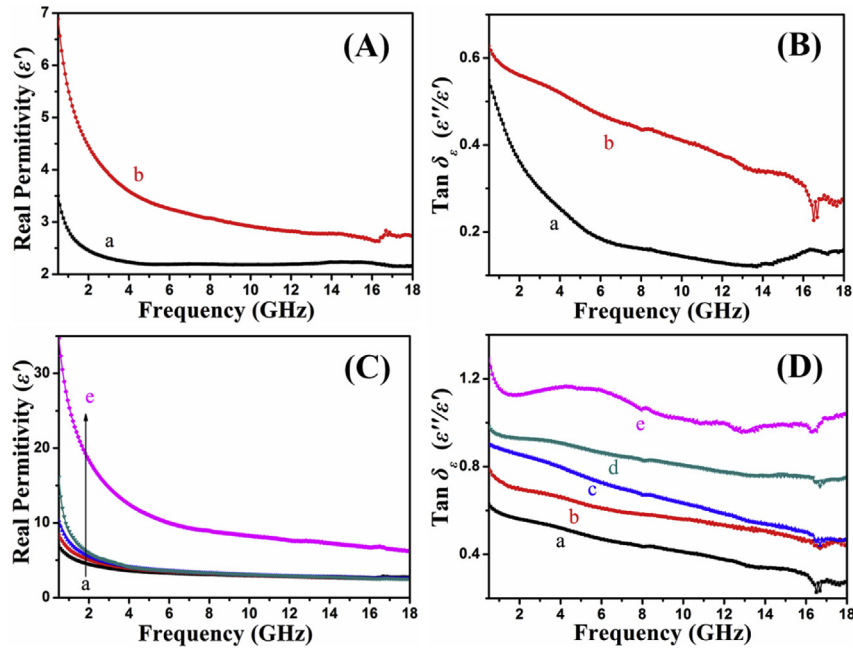 (A)
Real Permitivity (ε′)
7
6
5
4
3
2
b
a
2 4 6 8 10 12 14 16 18
Frequency (GHz)
(B)
Tan δε (ε″/ε′)
0.6
0.4
0.2
b
a
2 4 6 8 10 12 14 16 18
Frequency (GHz)
(C)
Real Permitivity (ε′)
30
20
10
0
e
a
2 4 6 8 10 12 14 16 18
Frequency (GHz)
(D)
Tan δε (ε″/ε′)
1.2
0.8
0.4
e
d
c
b
a
2 4 6 8 10 12 14 16 18
Frequency (GHz)